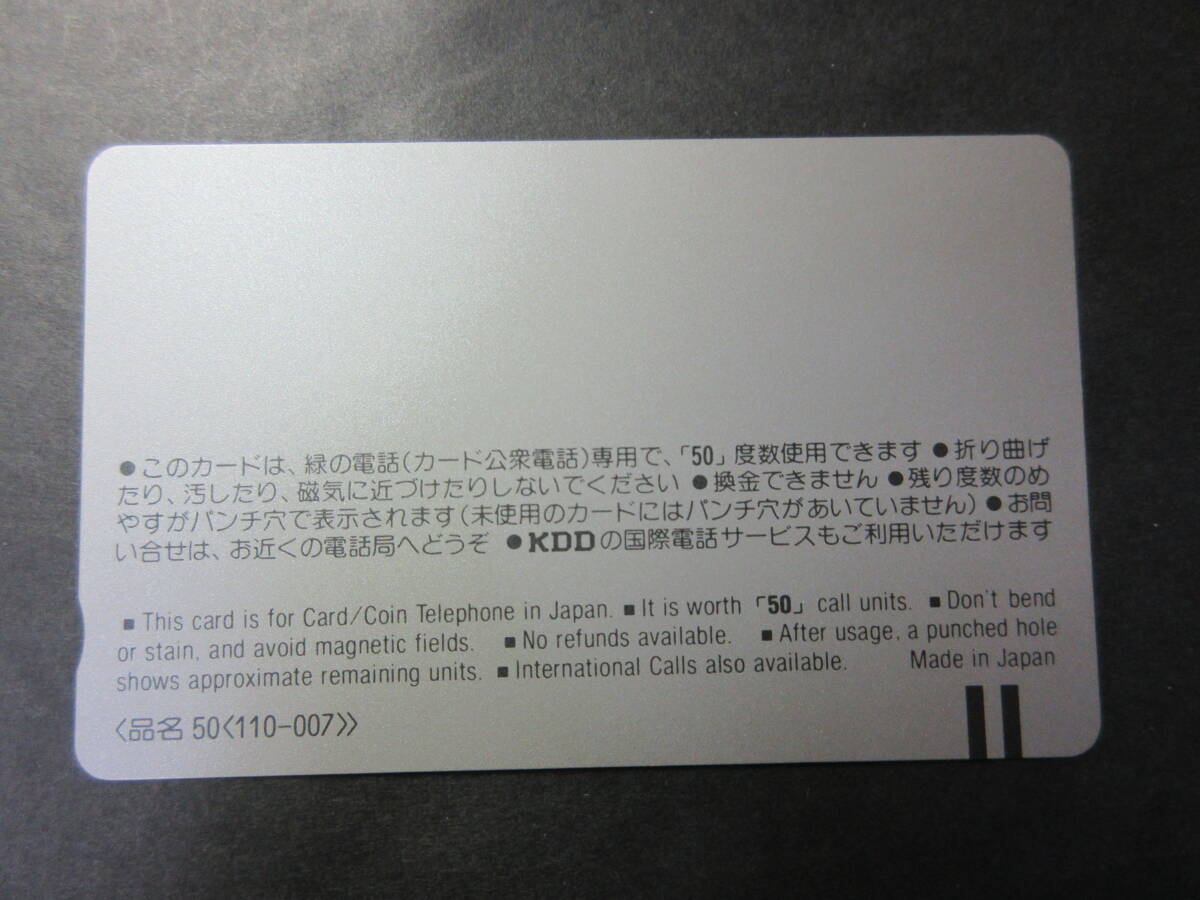 ●このカードは、緑の電話(カード公衆電話)専用で、「50」度数使用できます ●折り曲げ
たり、汚したり、磁気に近づけたりしないでください ●換金できません ●残り度数のめ
やすがパンチ穴で表示されます(未使用のカードにはパンチ穴があいていません) ●お問
い合せは、お近くの電話局へどうぞ ●KDDの国際電話サービスもご利用いただけます
■ This card is for Card/Coin Telephone in Japan. ■ It is worth 「50」 call units. ■ Don't bend
or stain, and avoid magnetic fields. ■ No refunds available. ■ After usage, a punched hole
shows approximate remaining units. ■ International Calls also available. Made in Japan
〈品名 50〈110-007〉〉